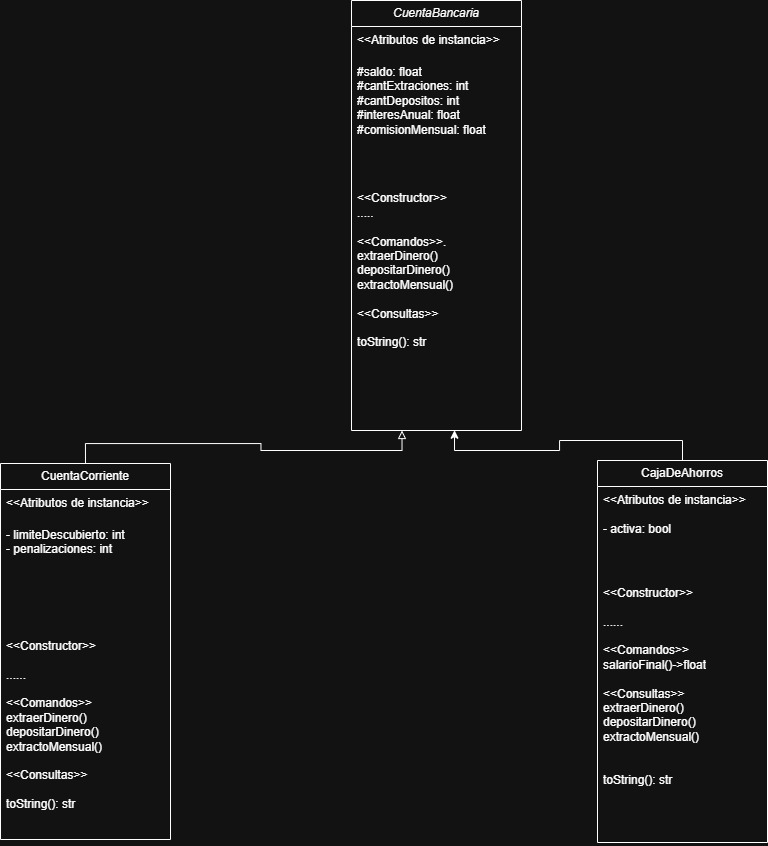 CuentaBancaria
<<Atributos de instancia>>
#saldo: float
#cantExtraciones: int
#cantDepositos: int
#interesAnual: float
#comisionMensual: float
<<Constructor>>
.....
<<Comandos>>.
extraerDinero()
depositarDinero()
extractoMensual()
<<Consultas>>
toString(): str
CuentaCorriente
<<Atributos de instancia>>
- limiteDescubierto: int
- penalizaciones: int
<<Constructor>>
......
<<Comandos>>
extraerDinero()
depositarDinero()
extractoMensual()
<<Consultas>>
toString(): str
CajaDeAhorros
<<Atributos de instancia>>
- activa: bool
<<Constructor>>
......
<<Comandos>>
salarioFinal()->float
<<Consultas>>
extraerDinero()
depositarDinero()
extractoMensual()
toString(): str